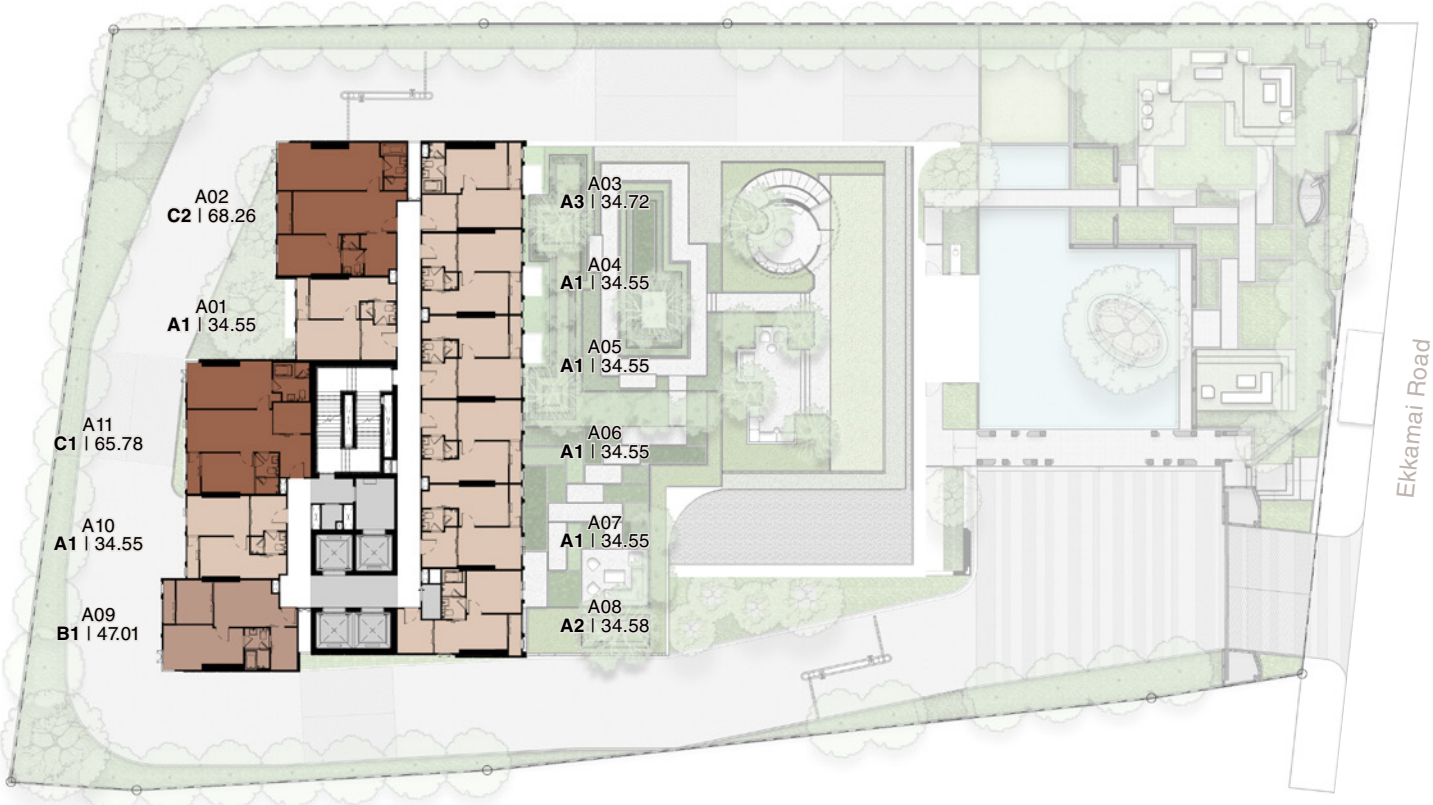 A02
C2 | 68.26
A01
A1 | 34.55
A11
C1 | 65.78
A10
A1 | 34.55
A09
B1 | 47.01
A03
A3 | 34.72
A04
A1 | 34.55
A05
A1 | 34.55
A06
A1 | 34.55
A07
A1 | 34.55
A08
A2 | 34.58
Ekkamai Road